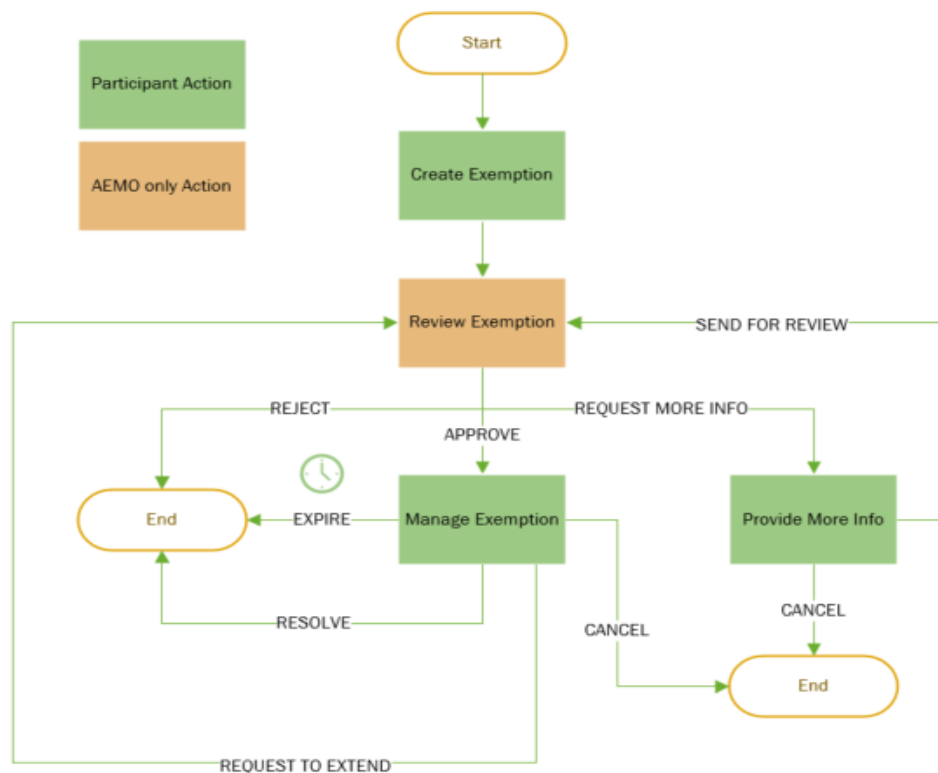 Start
Participant Action
Create Exemption
AEMO only Action
Review Exemption
SEND FOR REVIEW
REJECT
REQUEST MORE INFO
APPROVE
End
EXPIRE
Manage Exemption
Provide More Info
RESOLVE
CANCEL
CANCEL
End
REQUEST TO EXTEND